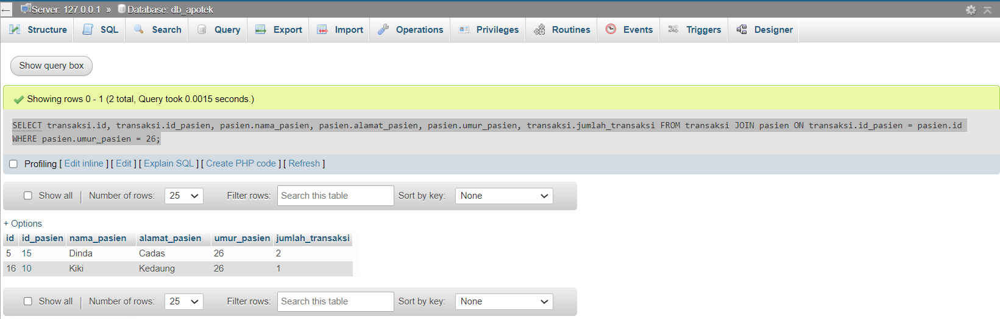 ← Server: 127.0.0.1 » Database: db_apotek
Structure SQL Search Query Export Import Operations Privileges Routines Events Triggers Designer
Show query box
Showing rows 0 - 1 (2 total, Query took 0.0015 seconds.)
SELECT transaksi.id, transaksi.id_pasien, pasien.nama_pasien, pasien.alamat_pasien, pasien.umur_pasien, transaksi.jumlah_transaksi FROM transaksi JOIN pasien ON transaksi.id_pasien = pasien.id
WHERE pasien.umur_pasien = 26;
Profiling [ Edit inline ] [ Edit ] [ Explain SQL ] [ Create PHP code ] [ Refresh ]
Show all | Number of rows: 25 Filter rows: Search this table Sort by key: None
+ Options
id id_pasien nama_pasien alamat_pasien umur_pasien jumlah_transaksi
5 15 Dinda Cadas 26 2
16 10 Kiki Kedaung 26 1
Show all | Number of rows: 25 Filter rows: Search this table Sort by key: None